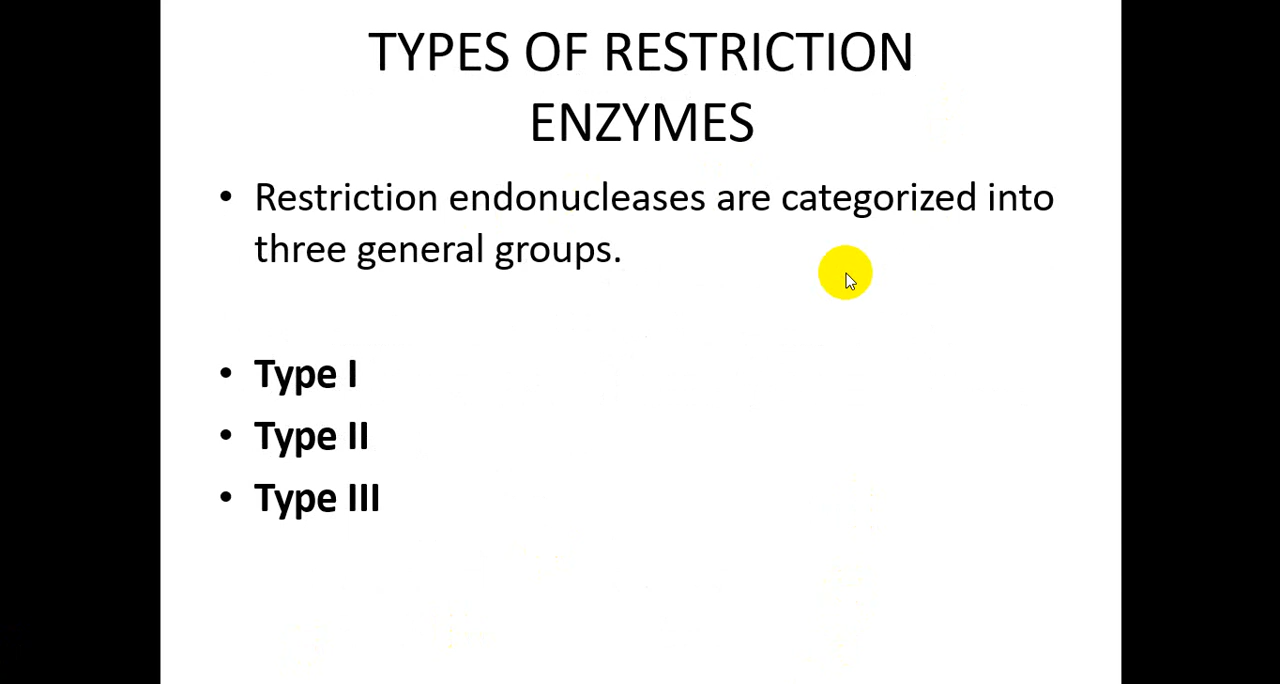 TYPES OF RESTRICTION
ENZYMES
• Restriction endonucleases are categorized into
three general groups.
• Type I
• Type II
• Type III